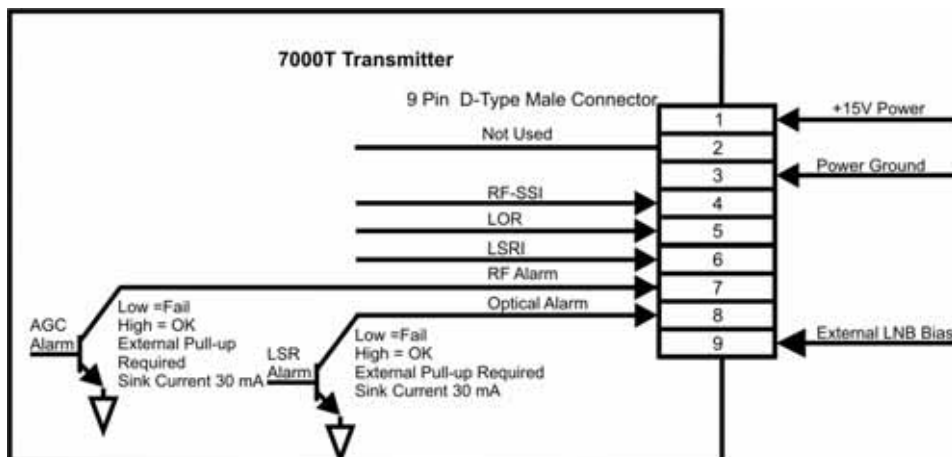 7000T Transmitter
9 Pin D-Type Male Connector
1
+15V Power
Not Used
2
3
Power Ground
RF-SSI
4
LOR
5
LSRI
6
RF Alarm
7
Optical Alarm
8
9
External LNB Bias
AGC
Alarm
Low =Fail
High = OK
External Pull-up
Required
Sink Current 30 mA
LSR
Alarm
Low =Fail
High = OK
External Pull-up Required
Sink Current 30 mA